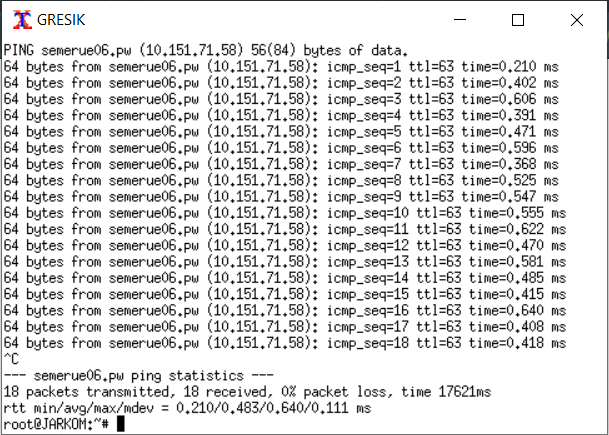 GRESIK
PING semerue06.pw (10.151.71.58) 56(84) bytes of data.
64 bytes from semerue06.pw (10.151.71.58): icmp_seq=1 ttl=63 time=0.210 ms
64 bytes from semerue06.pw (10.151.71.58): icmp_seq=2 ttl=63 time=0.402 ms
64 bytes from semerue06.pw (10.151.71.58): icmp_seq=3 ttl=63 time=0.606 ms
64 bytes from semerue06.pw (10.151.71.58): icmp_seq=4 ttl=63 time=0.391 ms
64 bytes from semerue06.pw (10.151.71.58): icmp_seq=5 ttl=63 time=0.471 ms
64 bytes from semerue06.pw (10.151.71.58): icmp_seq=6 ttl=63 time=0.596 ms
64 bytes from semerue06.pw (10.151.71.58): icmp_seq=7 ttl=63 time=0.368 ms
64 bytes from semerue06.pw (10.151.71.58): icmp_seq=8 ttl=63 time=0.525 ms
64 bytes from semerue06.pw (10.151.71.58): icmp_seq=9 ttl=63 time=0.547 ms
64 bytes from semerue06.pw (10.151.71.58): icmp_seq=10 ttl=63 time=0.555 ms
64 bytes from semerue06.pw (10.151.71.58): icmp_seq=11 ttl=63 time=0.622 ms
64 bytes from semerue06.pw (10.151.71.58): icmp_seq=12 ttl=63 time=0.470 ms
64 bytes from semerue06.pw (10.151.71.58): icmp_seq=13 ttl=63 time=0.581 ms
64 bytes from semerue06.pw (10.151.71.58): icmp_seq=14 ttl=63 time=0.485 ms
64 bytes from semerue06.pw (10.151.71.58): icmp_seq=15 ttl=63 time=0.415 ms
64 bytes from semerue06.pw (10.151.71.58): icmp_seq=16 ttl=63 time=0.640 ms
64 bytes from semerue06.pw (10.151.71.58): icmp_seq=17 ttl=63 time=0.408 ms
64 bytes from semerue06.pw (10.151.71.58): icmp_seq=18 ttl=63 time=0.418 ms
^C
--- semerue06.pw ping statistics ---
18 packets transmitted, 18 received, 0% packet loss, time 17621ms
rtt min/avg/max/mdev = 0.210/0.483/0.640/0.111 ms
root@JARKOM:~#